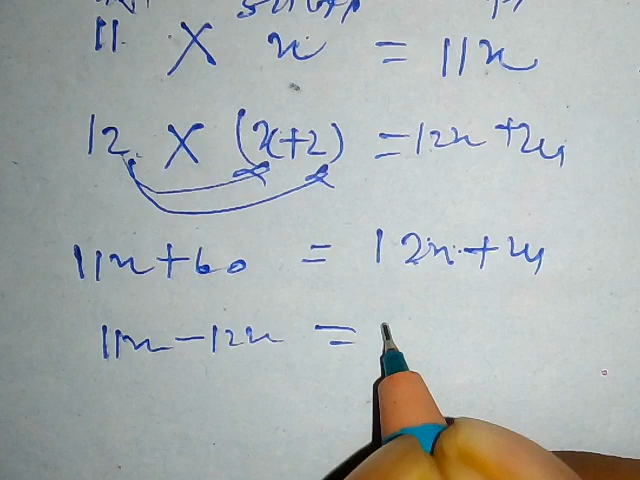 11 X x = 11x
12 X (x+2) = 12x + 24
11x + 60 = 12x + 24
11x - 12x =